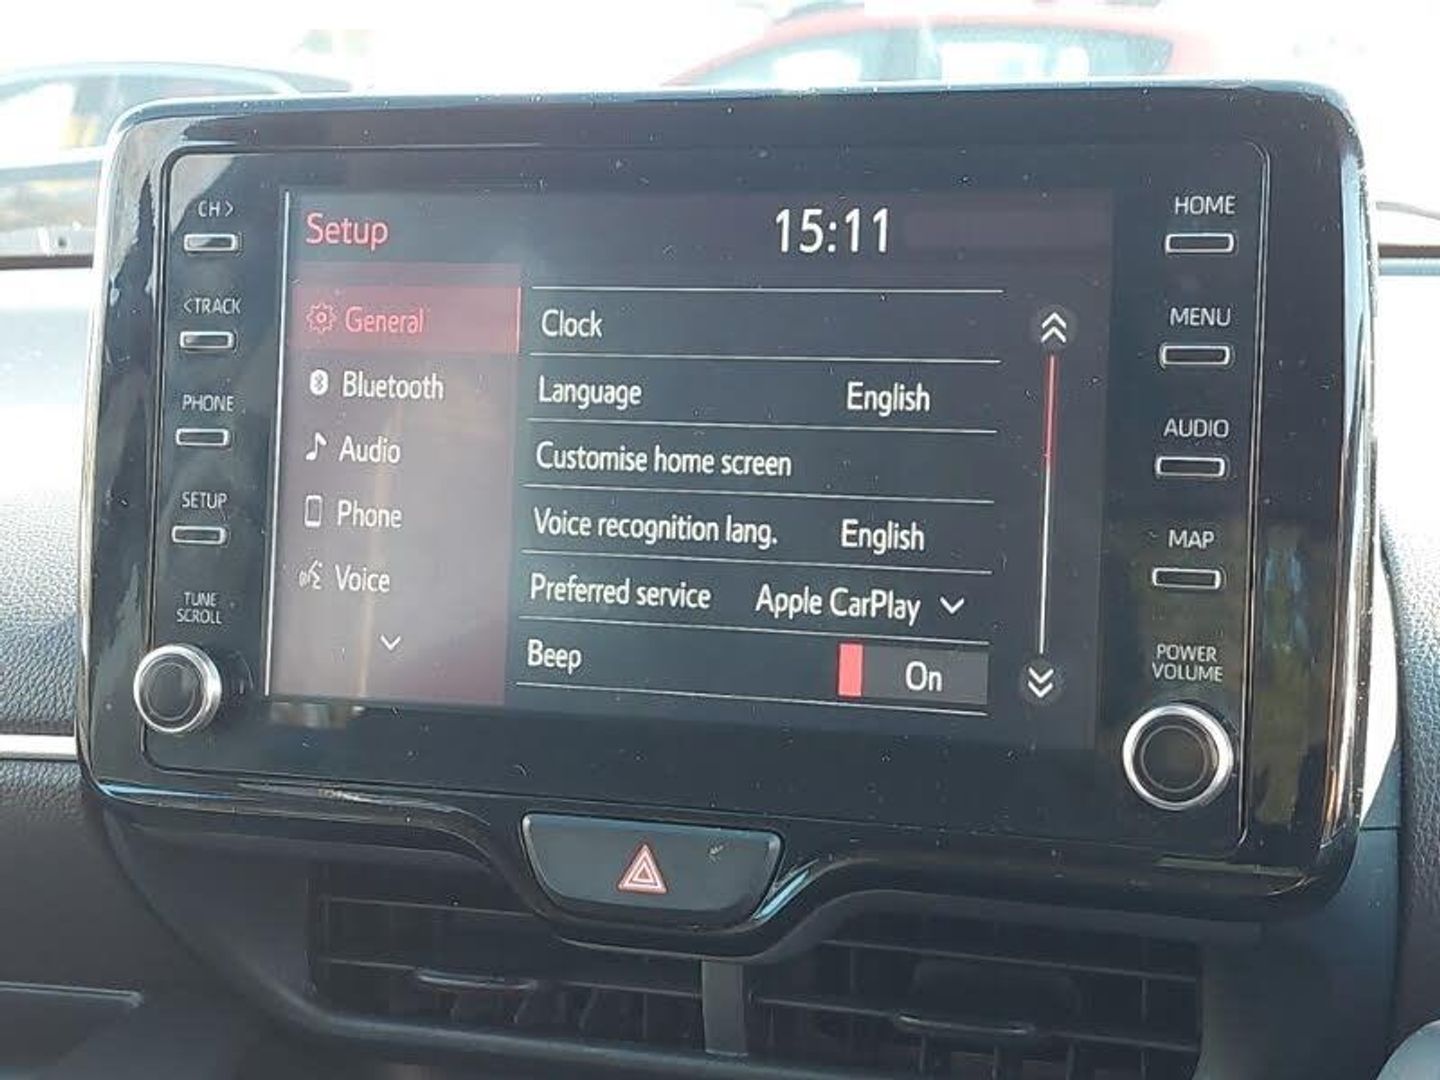 CH >
< TRACK
PHONE
SETUP
TUNE
SCROLL
Setup
15:11
General
Bluetooth
Audio
Phone
Voice
Clock
Language English
Customise home screen
Voice recognition lang. English
Preferred service Apple CarPlay
Beep On
HOME
MENU
AUDIO
MAP
POWER
VOLUME